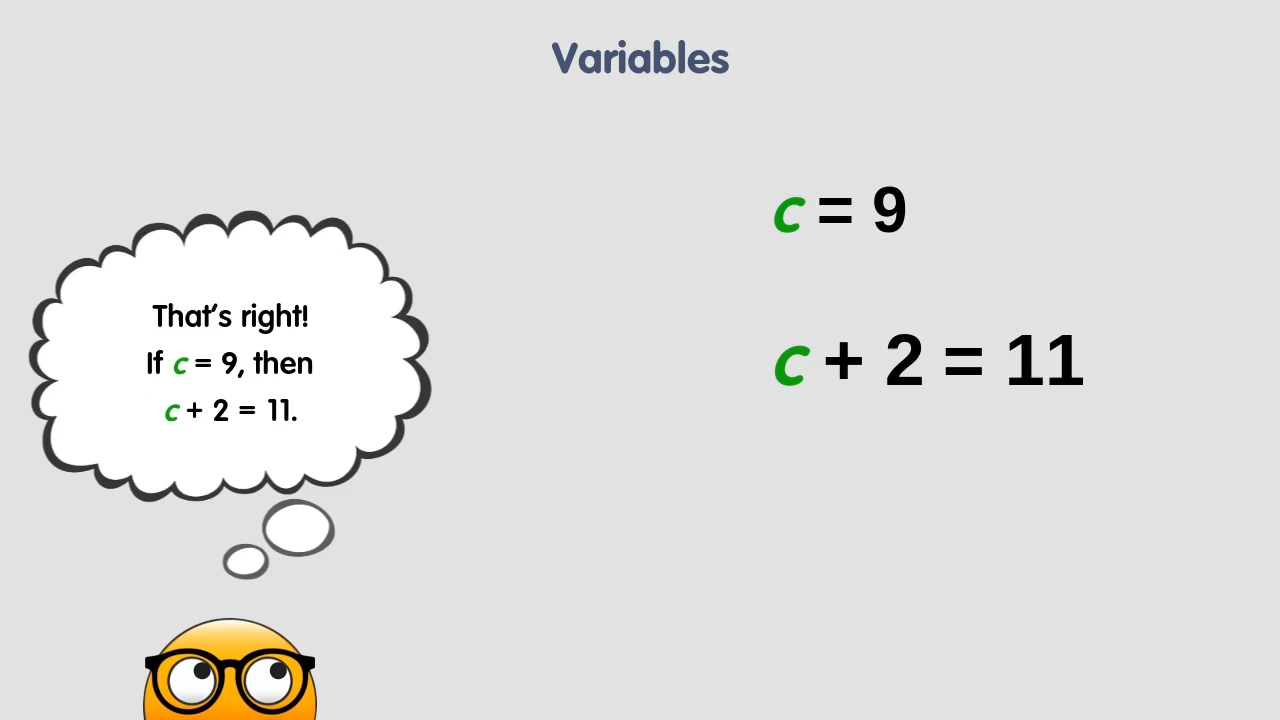 Variables
That's right!
If c = 9, then
c + 2 = 11.
c = 9
c + 2 = 11